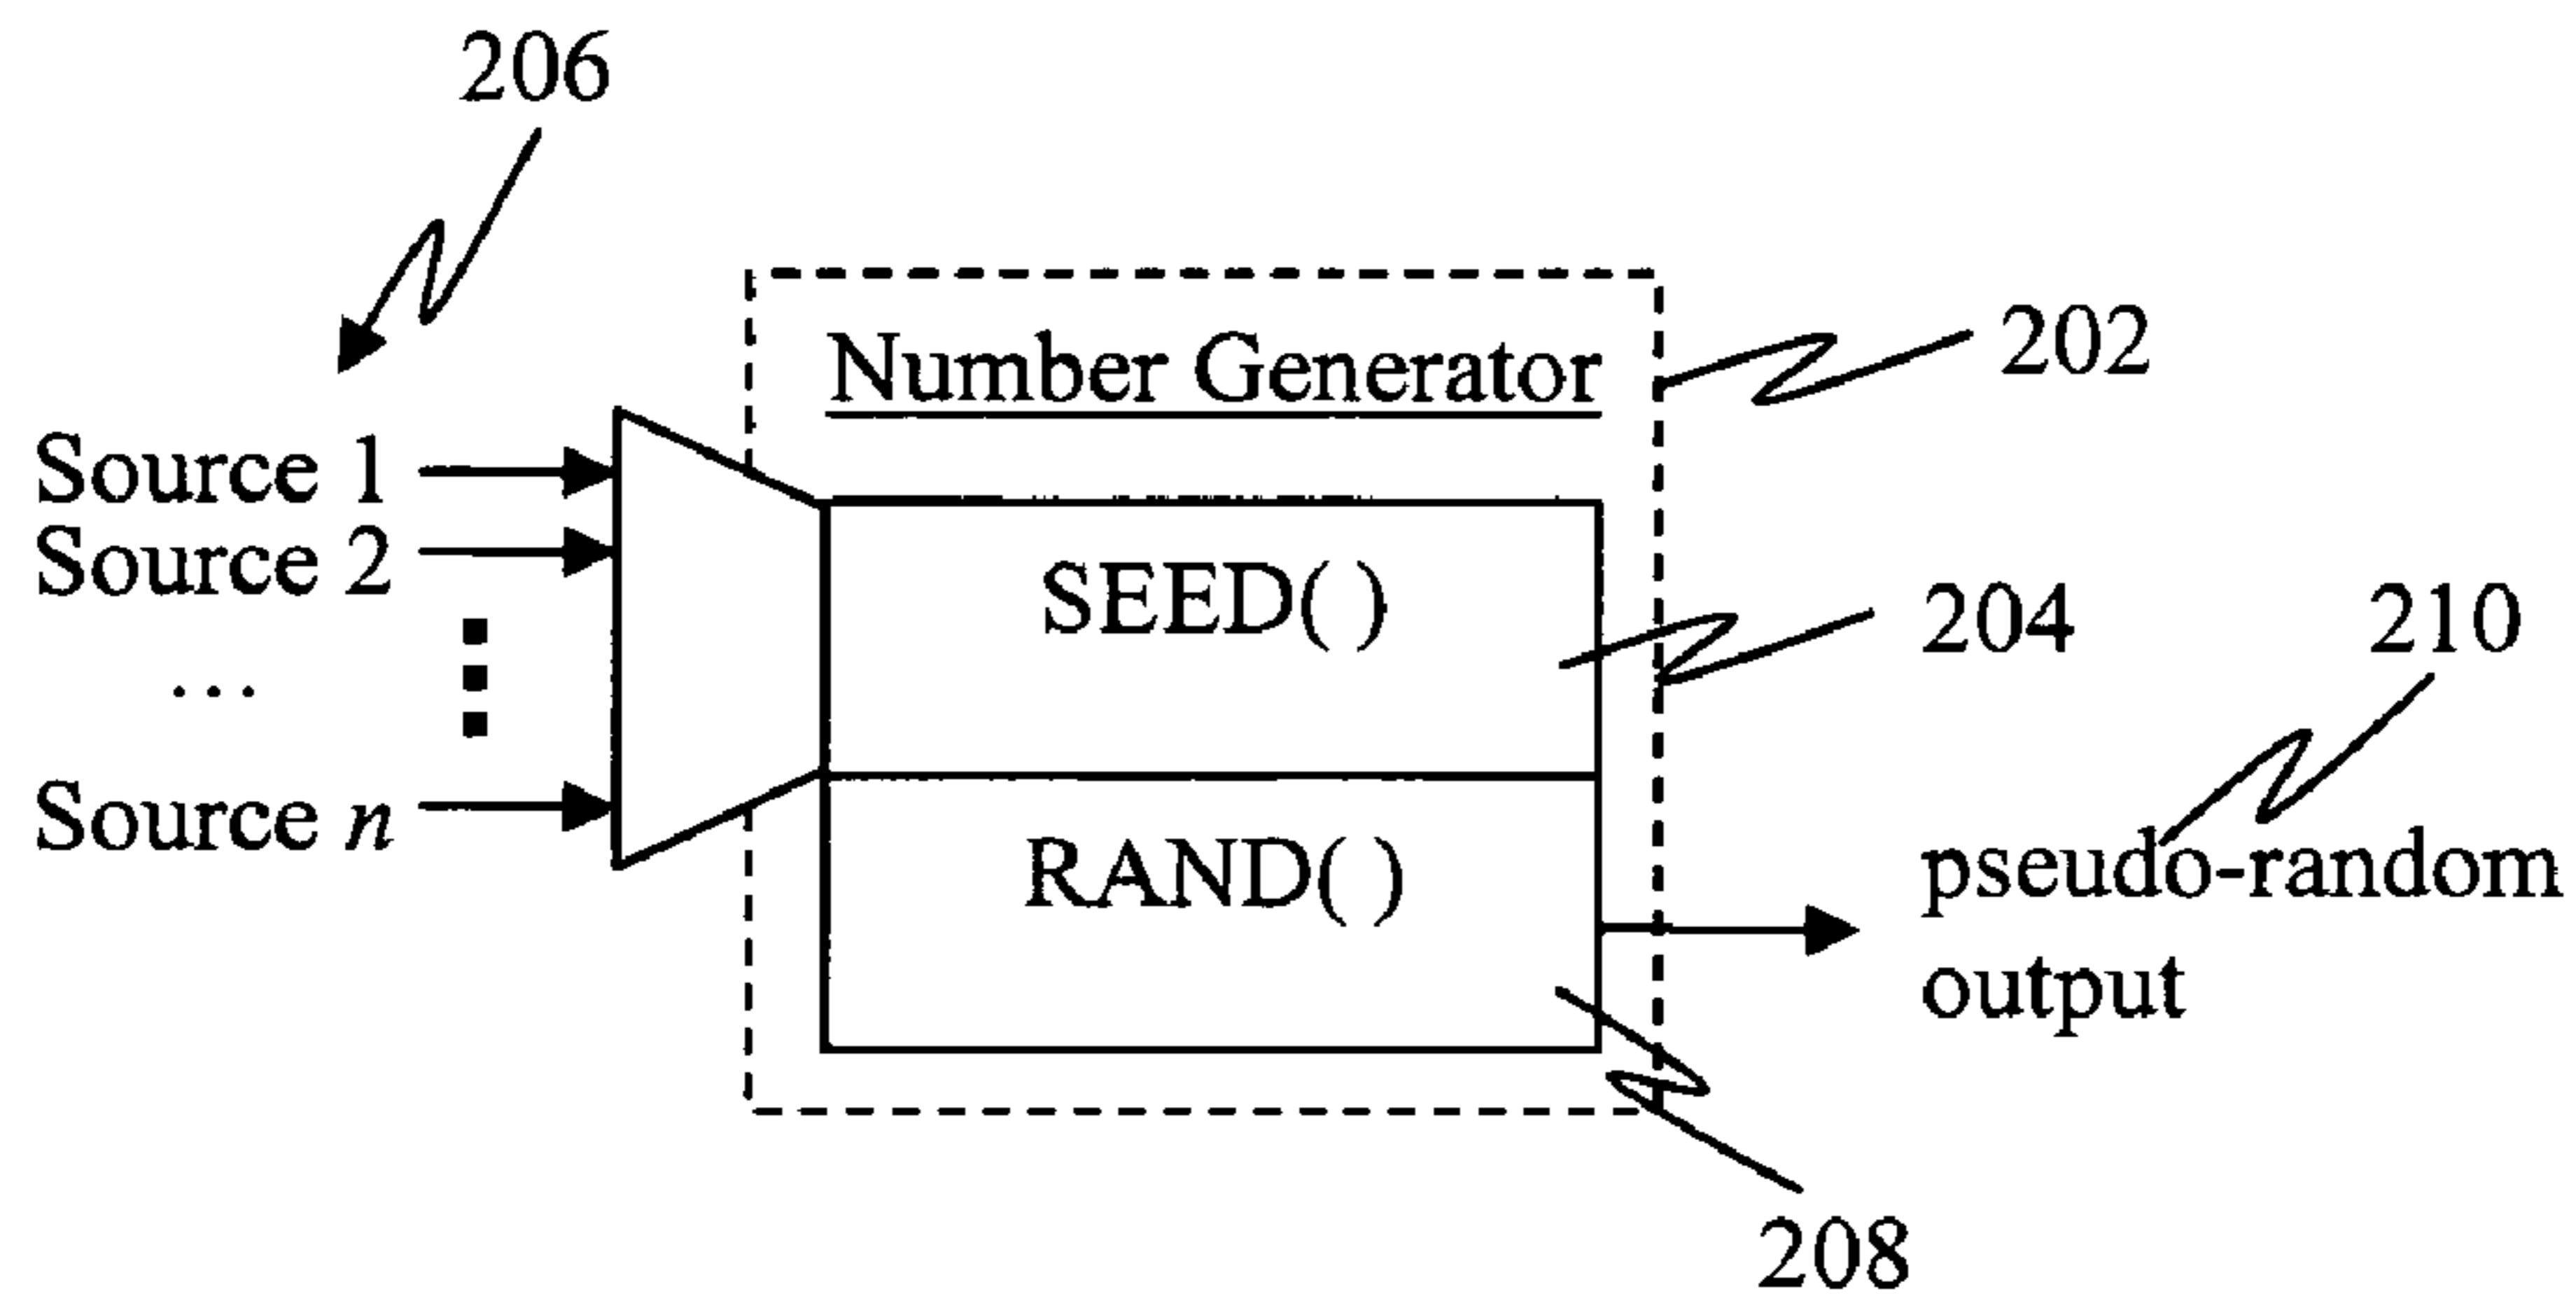 206
Number Generator
202
Source 1
Source 2
...
Source n
SEED( )
204
210
RAND( )
pseudo-random
output
208